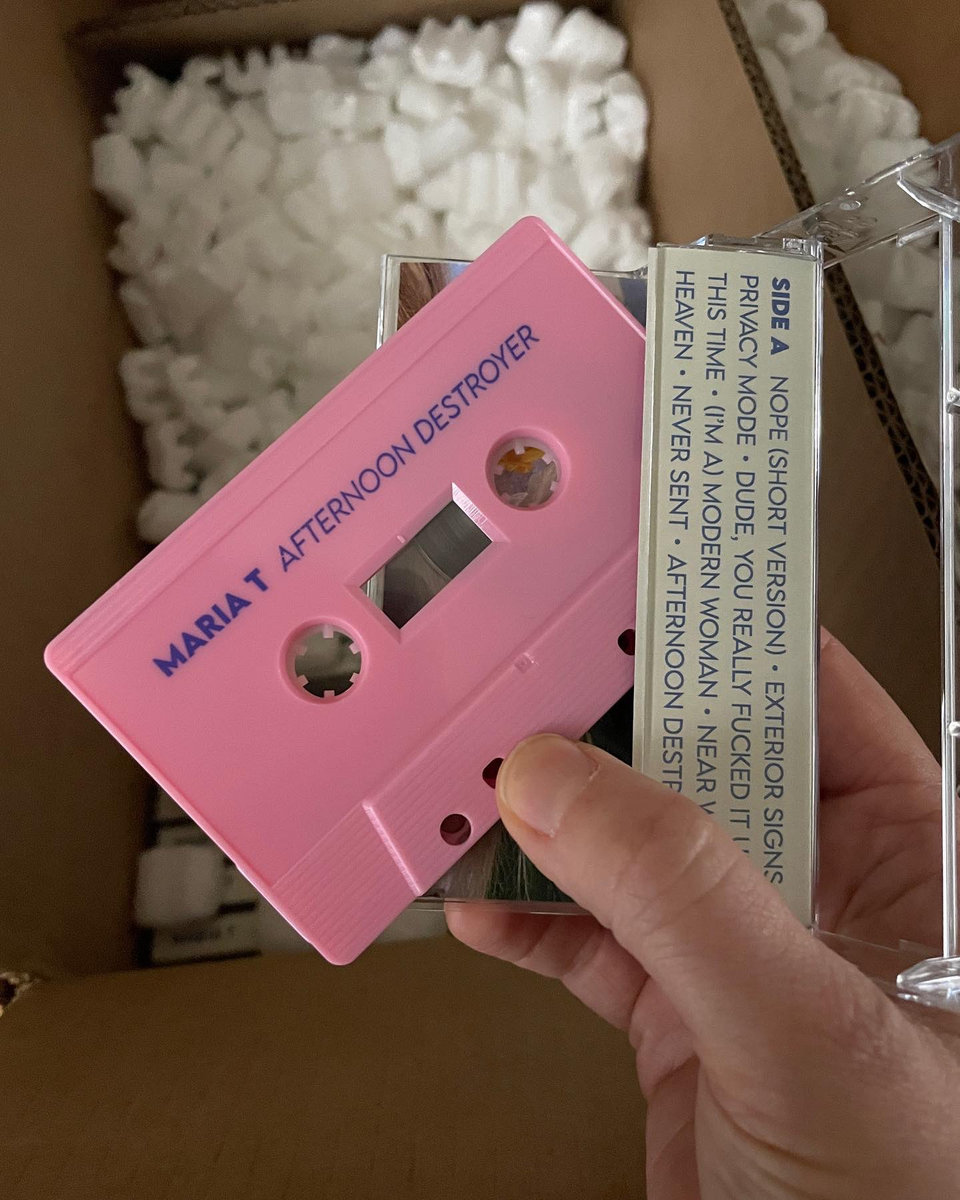 MARIA T AFTERNOON DESTROYER
SIDE A NOPE (SHORT VERSION) • EXTERIOR SIGNS
PRIVACY MODE • DUDE, YOU REALLY FUCKED IT
THIS TIME • (I'M A) MODERN WOMAN • NEAR
HEAVEN • NEVER SENT • AFTERNOON